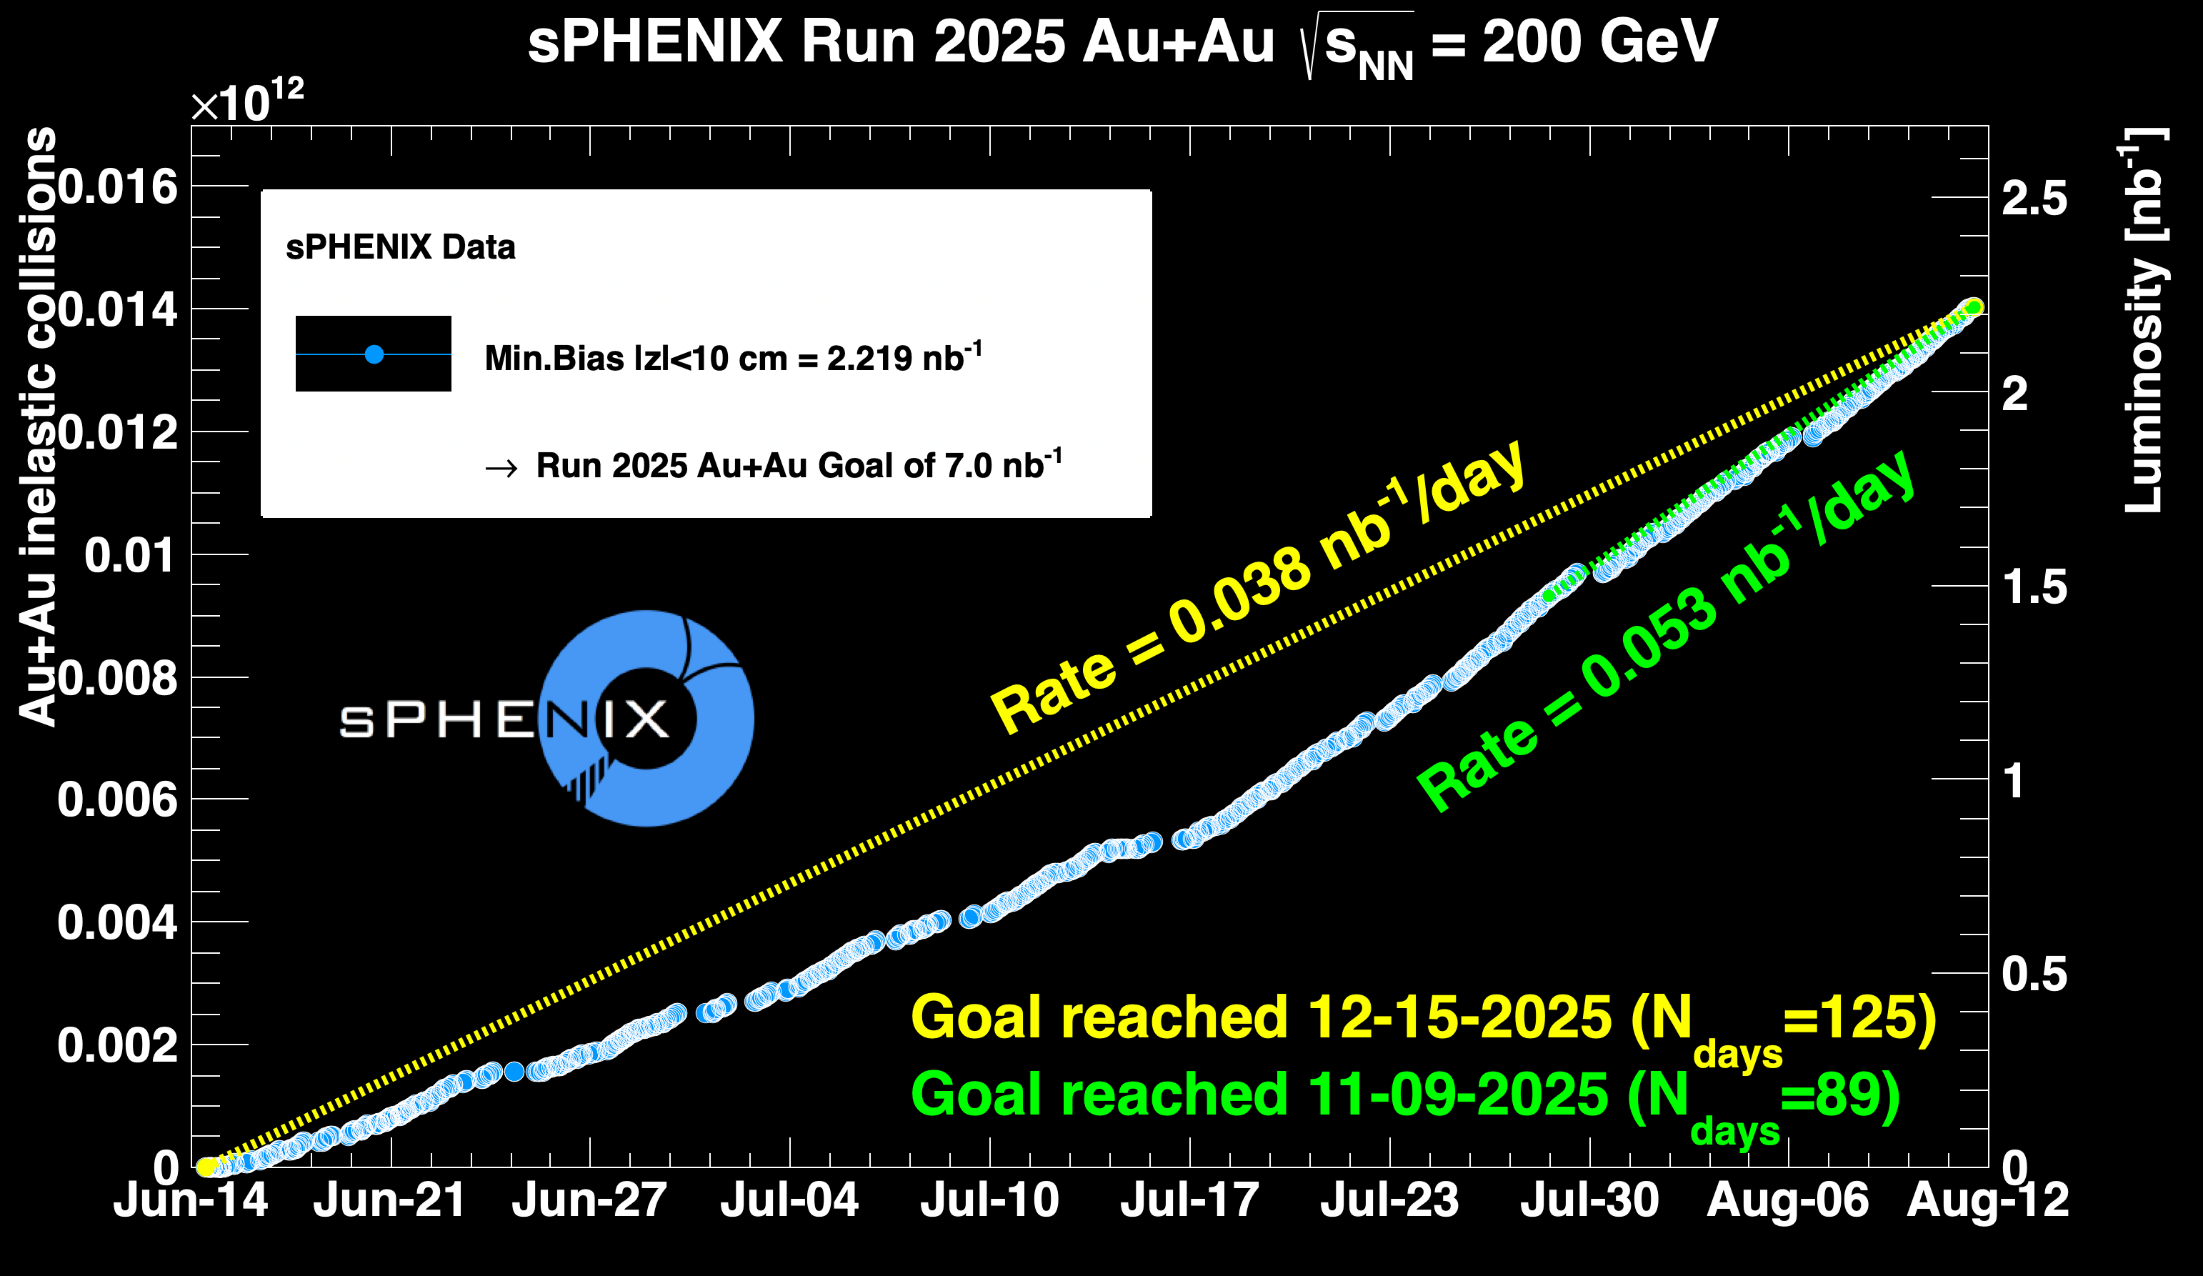 sPHENIX Run 2025 Au+Au √sNN = 200 GeV
×10^12
Au+Au inelastic collisions
0.016
0.014
0.012
0.01
0.008
0.006
0.004
0.002
0
sPHENIX Data
Min.Bias |z|<10 cm = 2.219 nb^-1
→ Run 2025 Au+Au Goal of 7.0 nb^-1
sPHENIX
Rate = 0.038 nb^-1/day
Rate = 0.053 nb^-1/day
Goal reached 12-15-2025 (Ndays=125)
Goal reached 11-09-2025 (Ndays=89)
Luminosity [nb^-1]
2.5
2
1.5
1
0.5
0
Jun-14 Jun-21 Jun-27 Jul-04 Jul-10 Jul-17 Jul-23 Jul-30 Aug-06 Aug-12